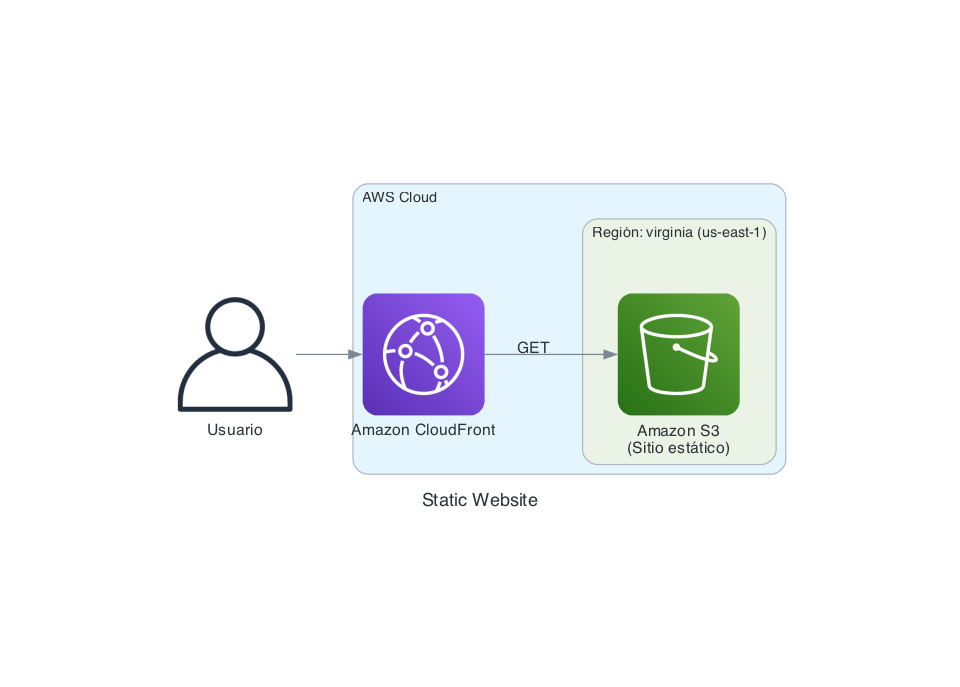 AWS Cloud
Región: virginia (us-east-1)
GET
Usuario
Amazon CloudFront
Amazon S3
(Sitio estático)
Static Website